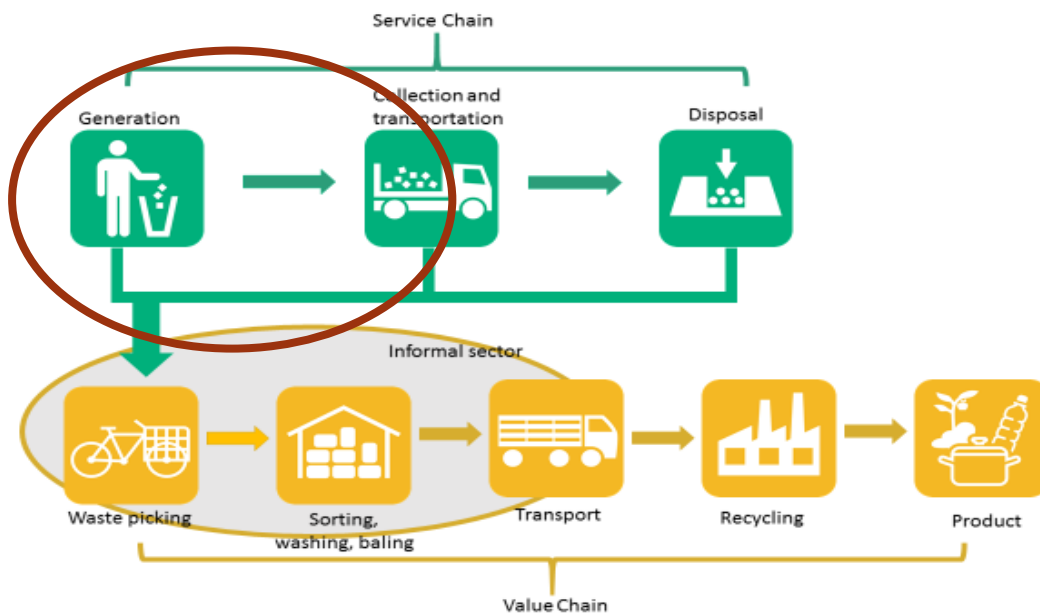 Service Chain
Generation
Collection and
transportation
Disposal
Informal sector
Waste picking
Sorting,
washing, baling
Transport
Recycling
Product
Value Chain